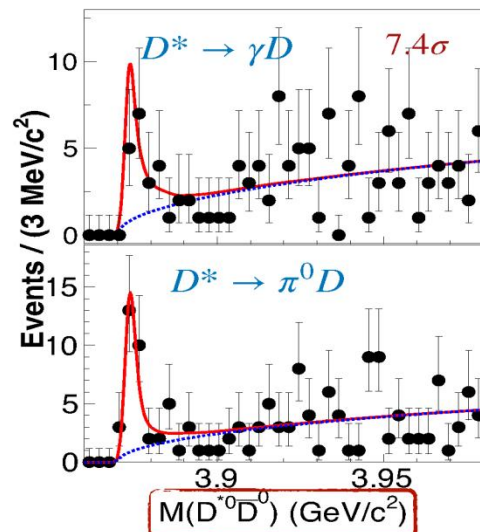 D* → γD 7.4σ
10
5
0
Events / (3 MeV/c²)
D* → π⁰D
15
10
5
0
3.9 3.95
M(D*⁰D̅⁰) (GeV/c²)